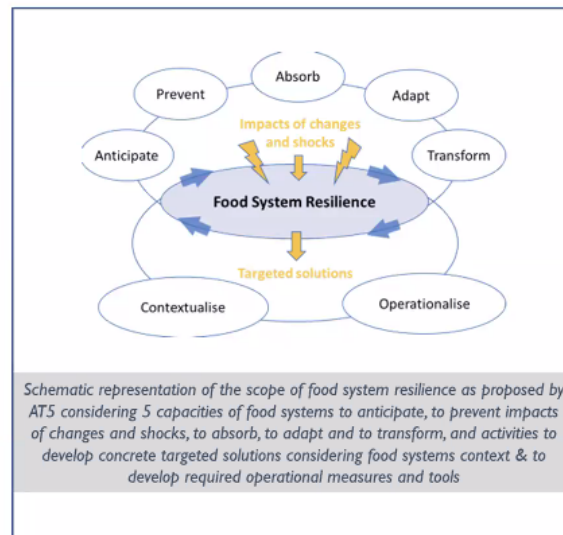 Absorb
Prevent
Adapt
Impacts of changes
and shocks
Anticipate
Transform
Food System Resilience
Targeted solutions
Contextualise
Operationalise
Schematic representation of the scope of food system resilience as proposed by
AT5 considering 5 capacities of food systems to anticipate, to prevent impacts
of changes and shocks, to absorb, to adapt and to transform, and activities to
develop concrete targeted solutions considering food systems context & to
develop required operational measures and tools